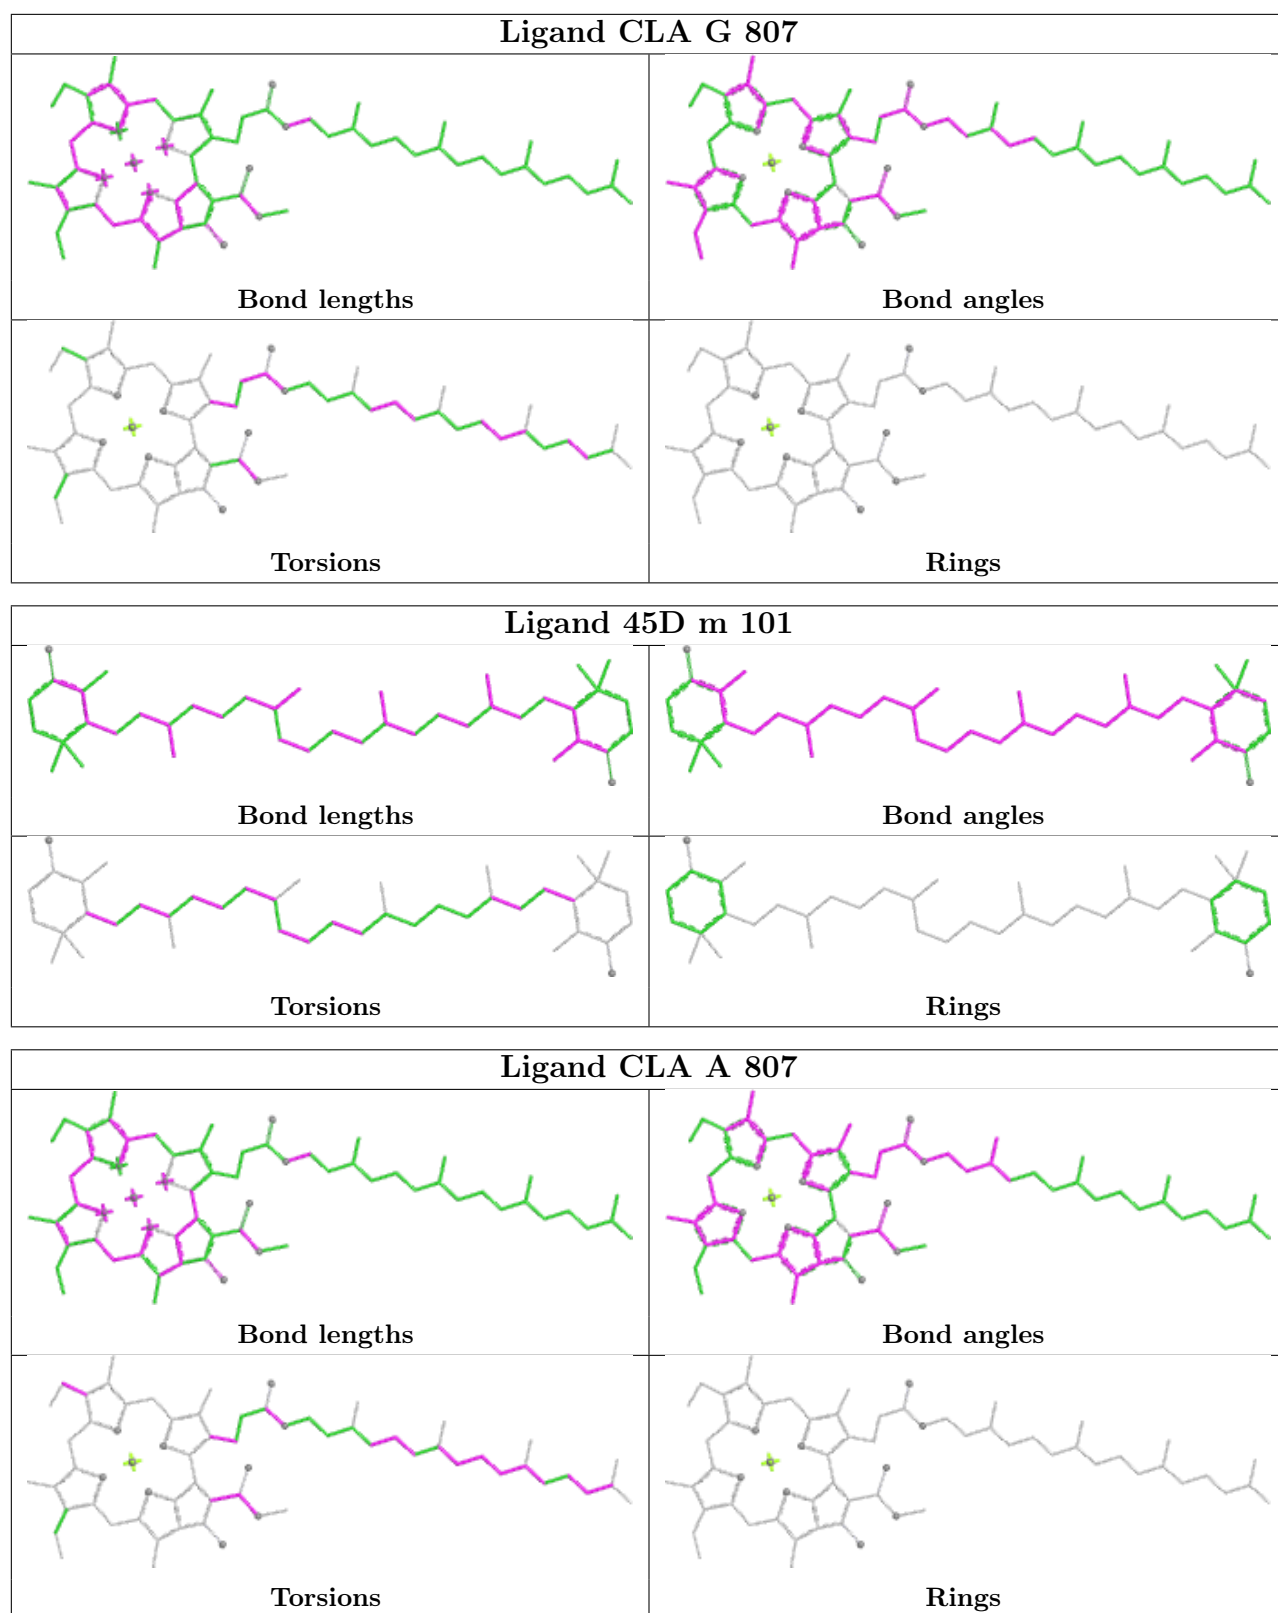 Ligand CLA G 807
Bond lengths
Bond angles
Torsions
Rings
Ligand 45D m 101
Bond lengths
Bond angles
Torsions
Rings
Ligand CLA A 807
Bond lengths
Bond angles
Torsions
Rings